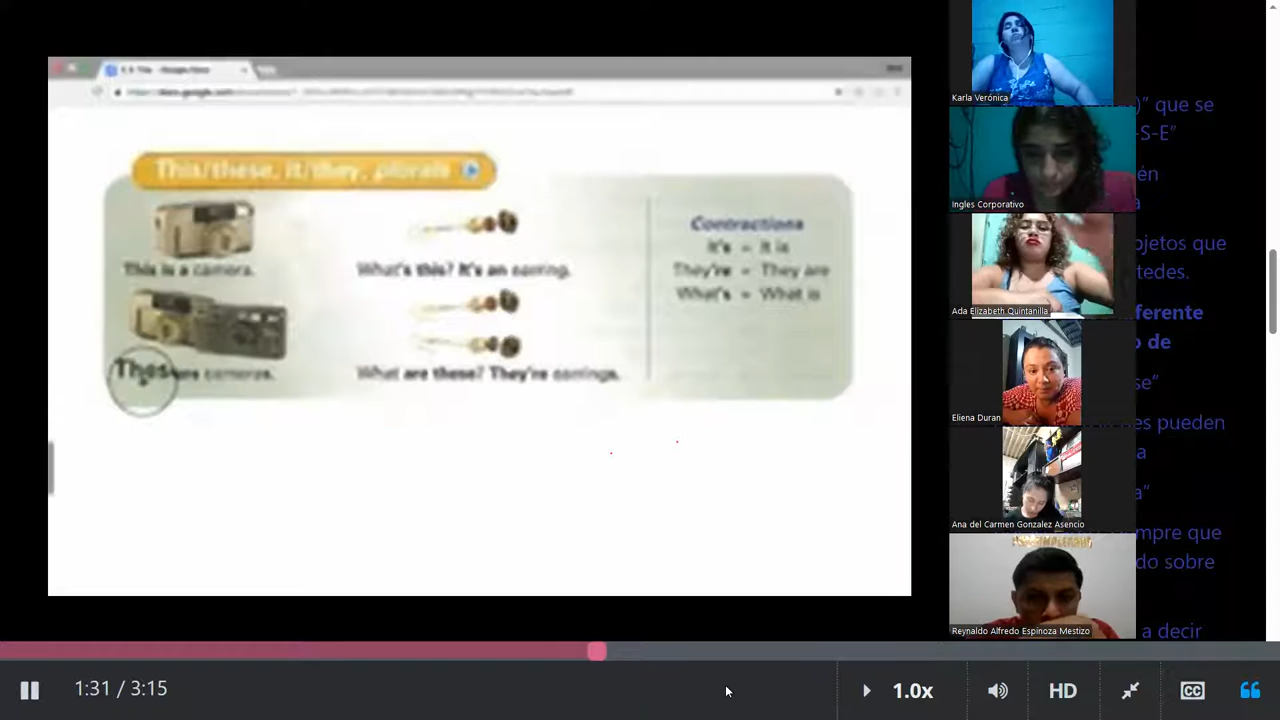 This/these, it/they, plurals
This is a camera.
These are cameras.
What's this? It's an earring.
What are these? They're earrings.
Contractions
It's = It is
They're = They are
What's = What is
Karla Verónica
Ingles Corporativo
Ada Elizabeth Quintanilla
Eliena Duran
Ana del Carmen Gonzalez Asencio
Reynaldo Alfredo Espinoza Mestizo
)" que se
-S-E"
én
a
bjetos que
tedes.
ferente
o de
se"
es pueden
a
a"
mpre que
do sobre
a decir
1:31 / 3:15
1.0x
HD
CC